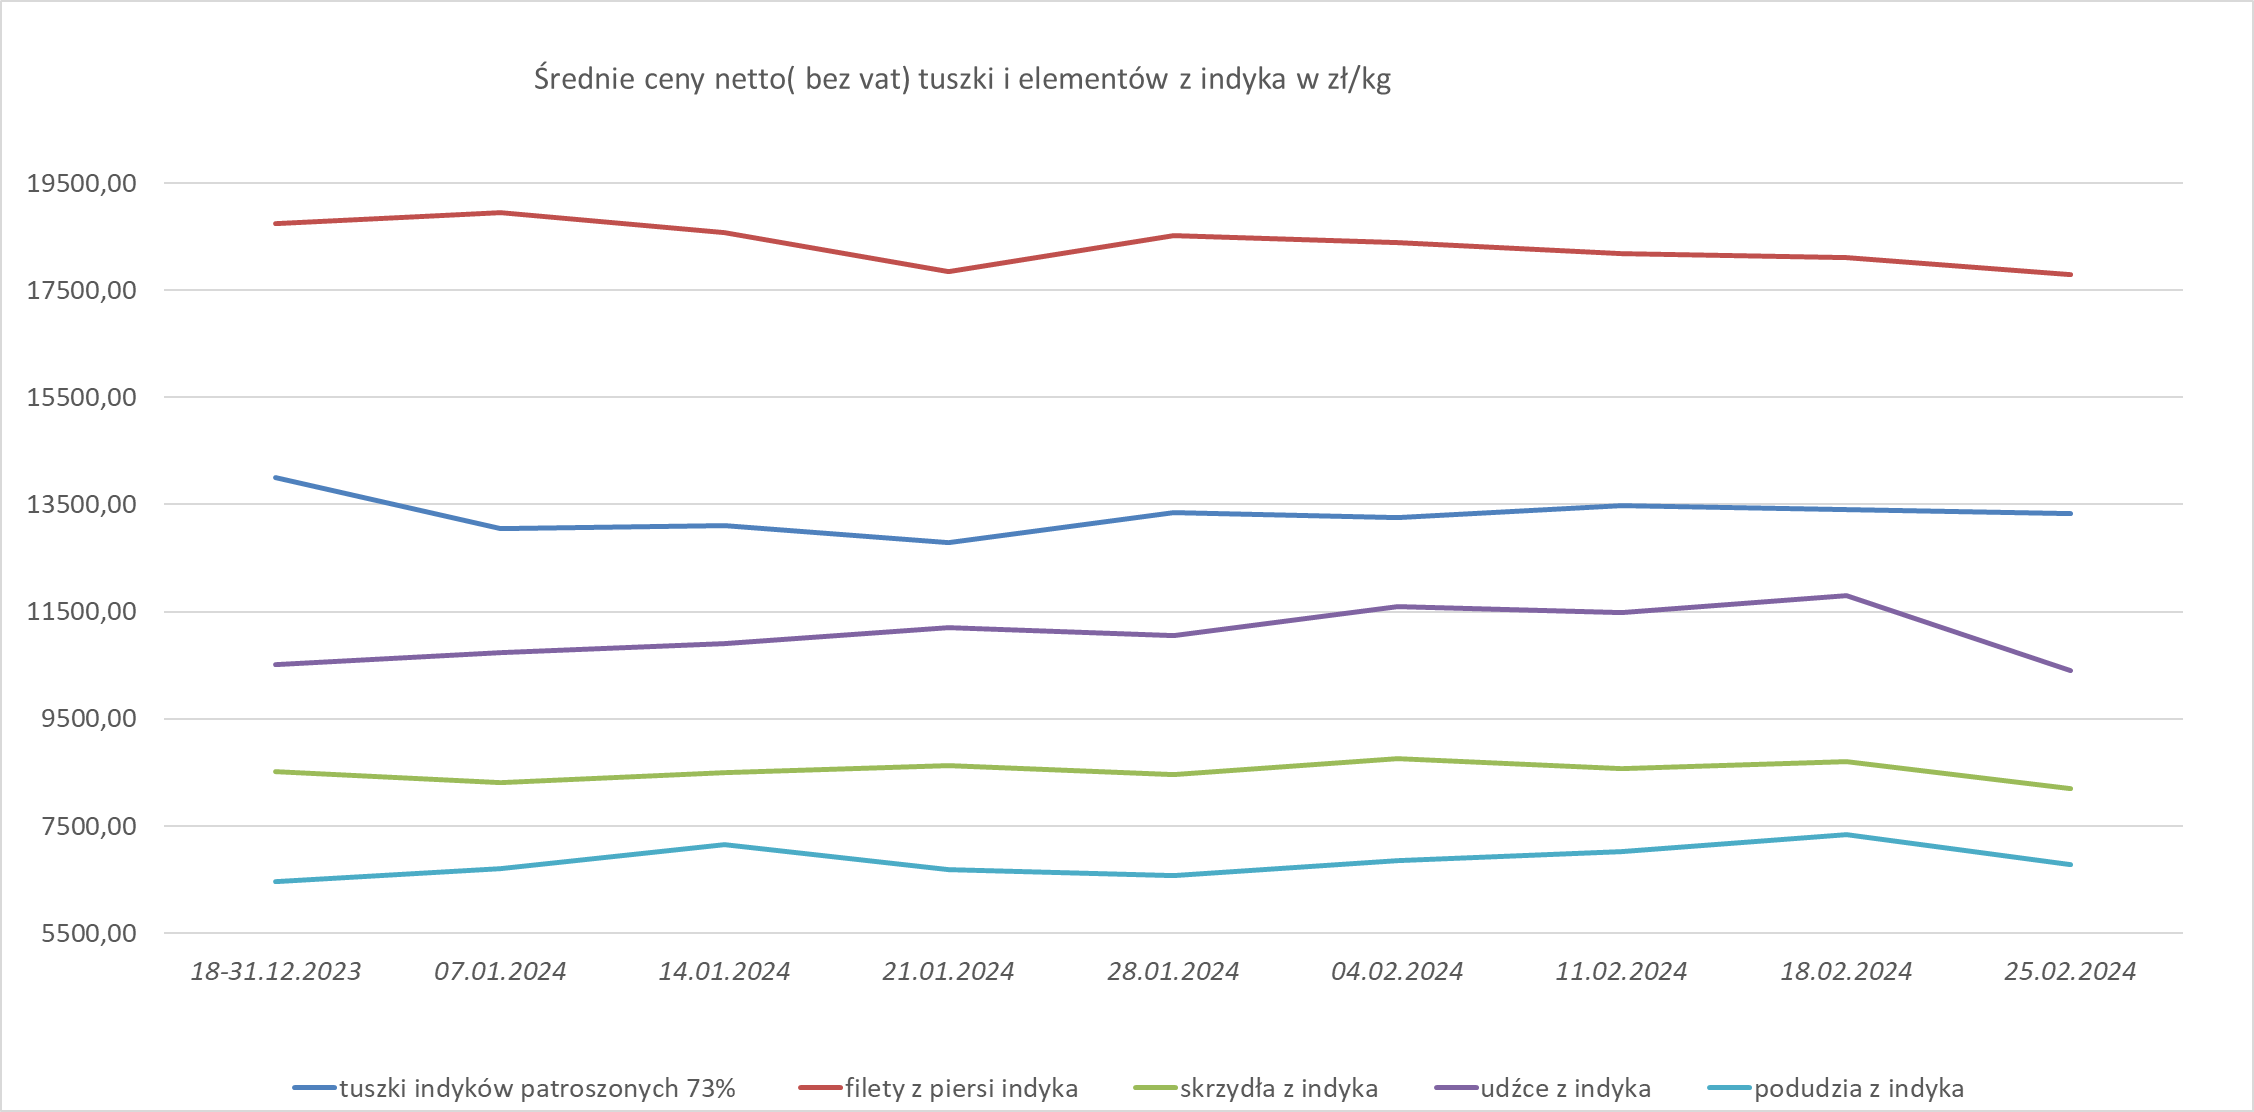 Średnie ceny netto( bez vat) tuszki i elementów z indyka w zł/kg
19500,00
17500,00
15500,00
13500,00
11500,00
9500,00
7500,00
5500,00
18-31.12.2023 07.01.2024 14.01.2024 21.01.2024 28.01.2024 04.02.2024 11.02.2024 18.02.2024 25.02.2024
tuszki indyków patroszonych 73% filety z piersi indyka skrzydła z indyka udźce z indyka podudzia z indyka